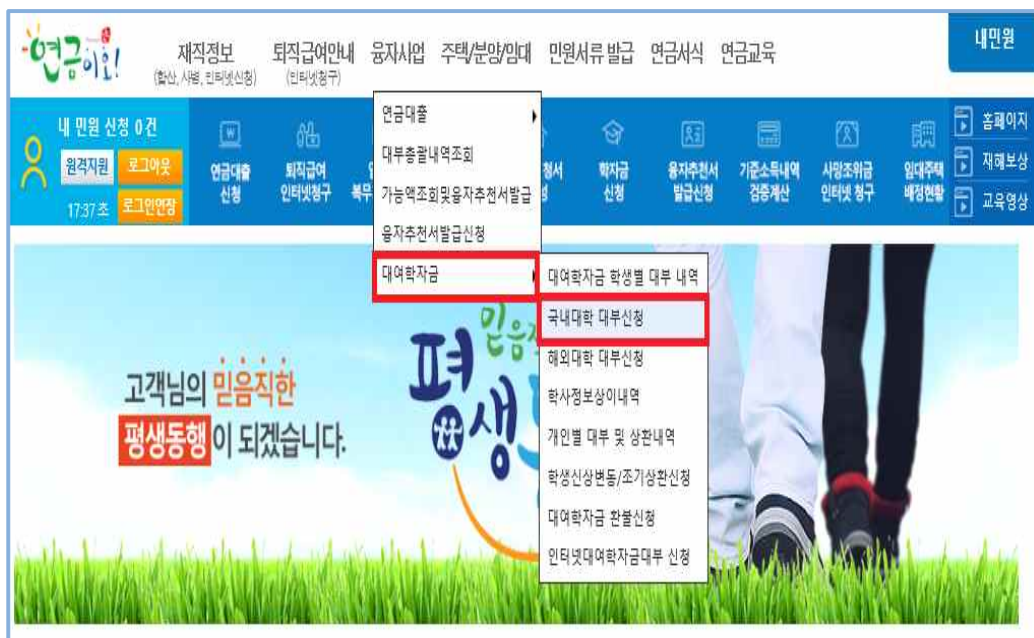 연금이요!
재직정보 퇴직급여안내 융자사업 주택/분양/임대 민원서류 발급 연금서식 연금교육
(합산, 사병, 인터넷신청) (인터넷청구)
내민원
내 민원 신청 0 건
원격지원 로그아웃
17:37 초 로그인연장
연금대출
신청
퇴직급여
인터넷청구
복무
청서
학자금
신청
융자추천서
발급신청
기준소득내역
검증계산
사망조위금
인터넷 청구
임대주택
배정현황
홈페이지
재해보상
교육영상
연금대출
대부총괄내역조회
가능액조회및융자추천서발급
융자추천서발급신청
대여학자금
대여학자금 학생별 대부 내역
국내대학 대부신청
해외대학 대부신청
학사정보상이내역
개인별 대부 및 상환내역
학생신상변동/조기상환신청
대여학자금 환불신청
인터넷대여학자금대부 신청
고객님의 믿음직한
평생동행이 되겠습니다.
믿음직
평생